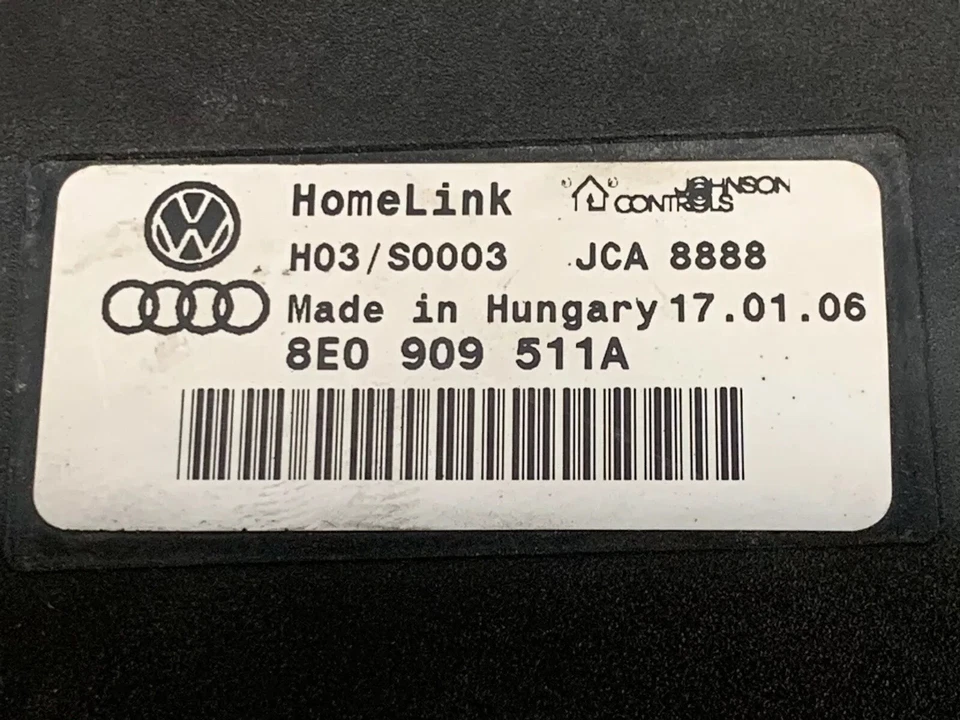 HomeLink JOHNSON CONTROLS
H03/S0003 JCA 8888
Made in Hungary 17.01.06
8E0 909 511A